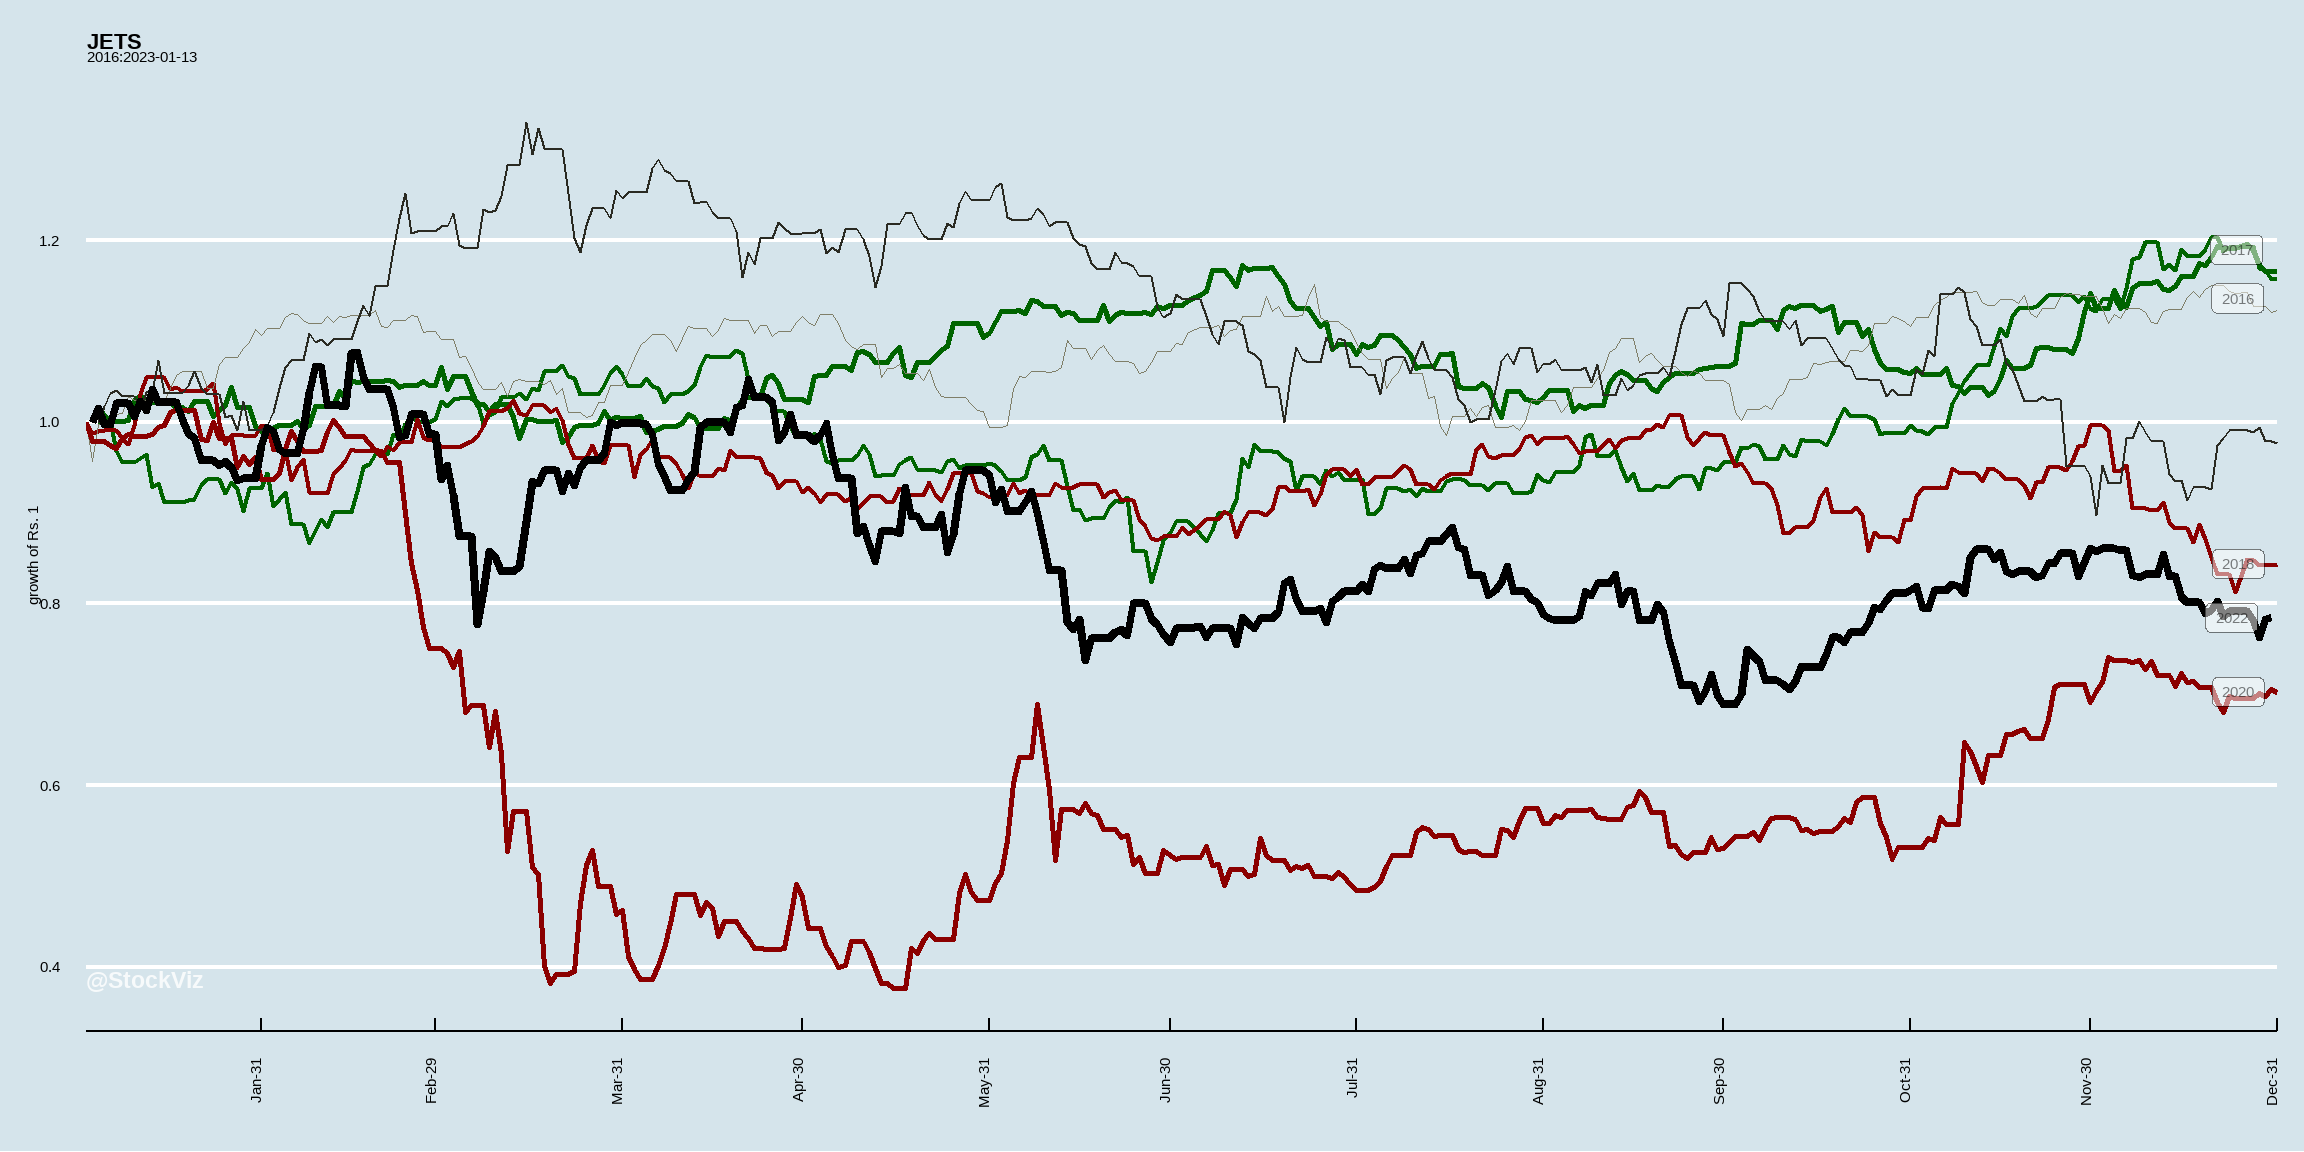 JETS
2016:2023-01-13
growth of Rs. 1
1.2
1.0
0.8
0.6
0.4
2017
2016
2018
2022
2020
@StockViz
Jan-31
Feb-29
Mar-31
Apr-30
May-31
Jun-30
Jul-31
Aug-31
Sep-30
Oct-31
Nov-30
Dec-31